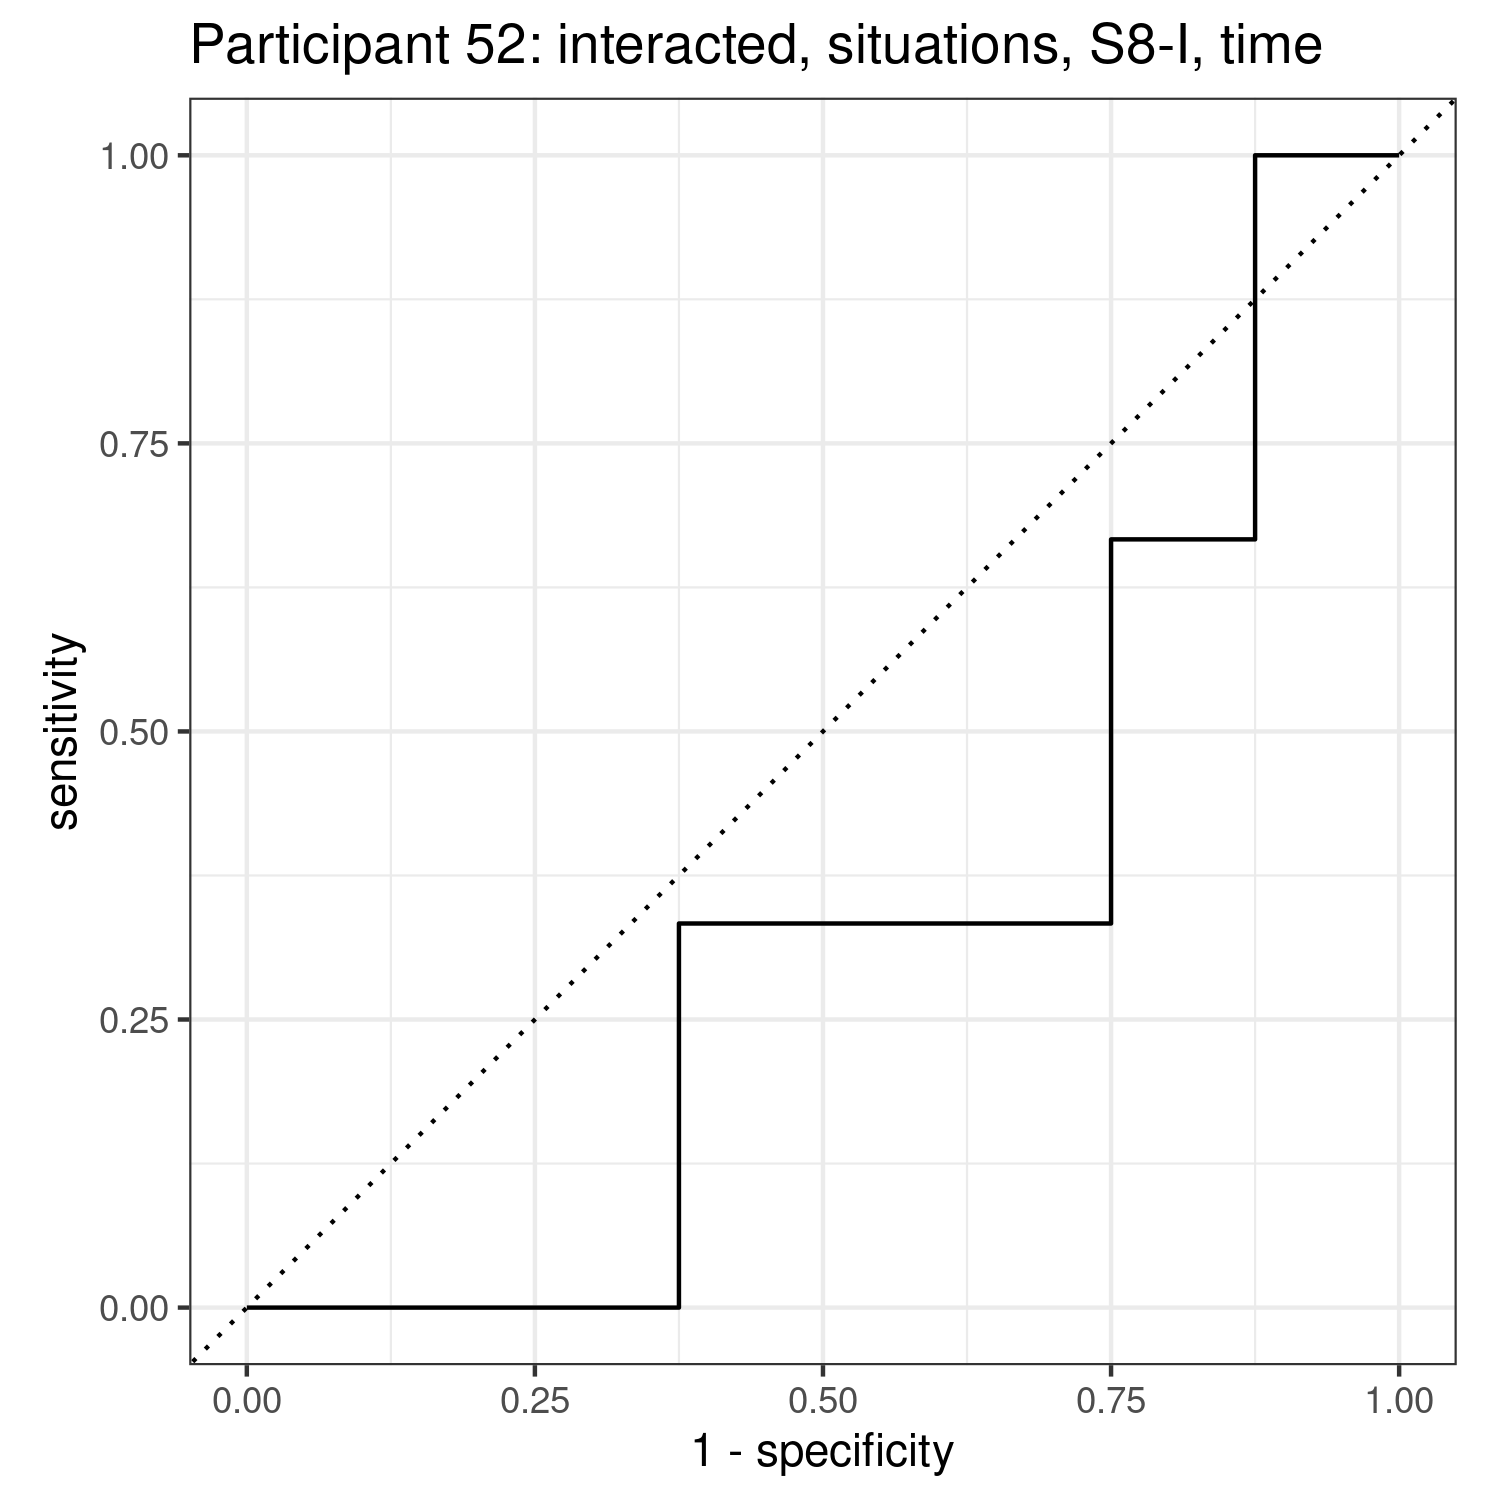 Participant 52: interacted, situations, S8-I, time
1.00
0.75
0.50
0.25
0.00
sensitivity
0.00 0.25 0.50 0.75 1.00
1 - specificity